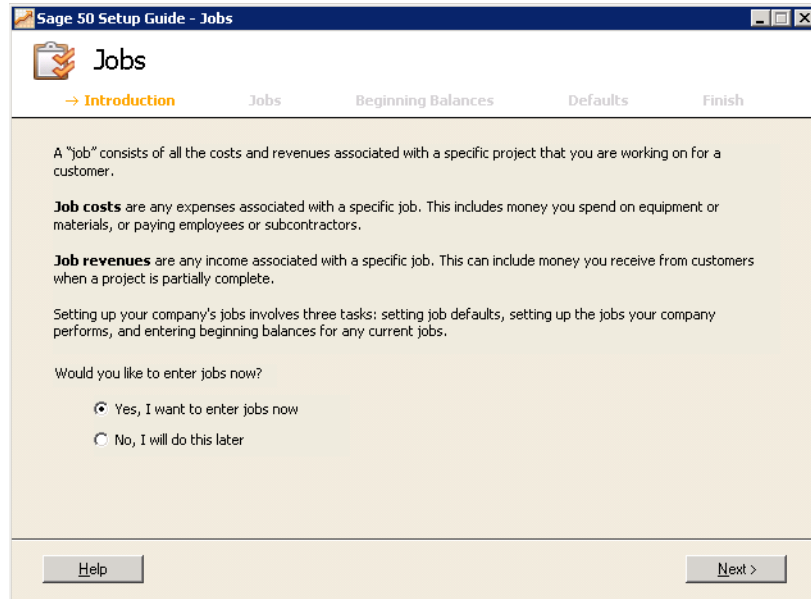 Sage 50 Setup Guide - Jobs
Jobs
→ Introduction Jobs Beginning Balances Defaults Finish
A "job" consists of all the costs and revenues associated with a specific project that you are working on for a
customer.
Job costs are any expenses associated with a specific job. This includes money you spend on equipment or
materials, or paying employees or subcontractors.
Job revenues are any income associated with a specific job. This can include money you receive from customers
when a project is partially complete.
Setting up your company's jobs involves three tasks: setting job defaults, setting up the jobs your company
performs, and entering beginning balances for any current jobs.
Would you like to enter jobs now?
Yes, I want to enter jobs now
No, I will do this later
Help Next >